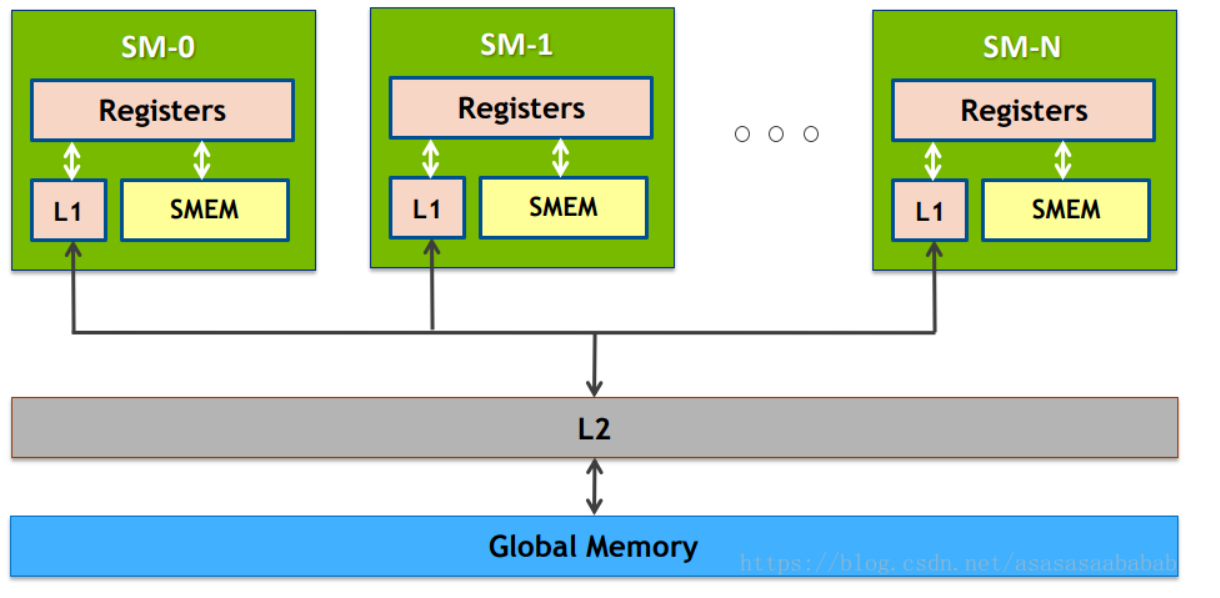 SM-0
Registers
L1
SMEM
SM-1
Registers
L1
SMEM
SM-N
Registers
L1
SMEM
L2
Global Memory
https://blog.csdn.net/asasasaababab